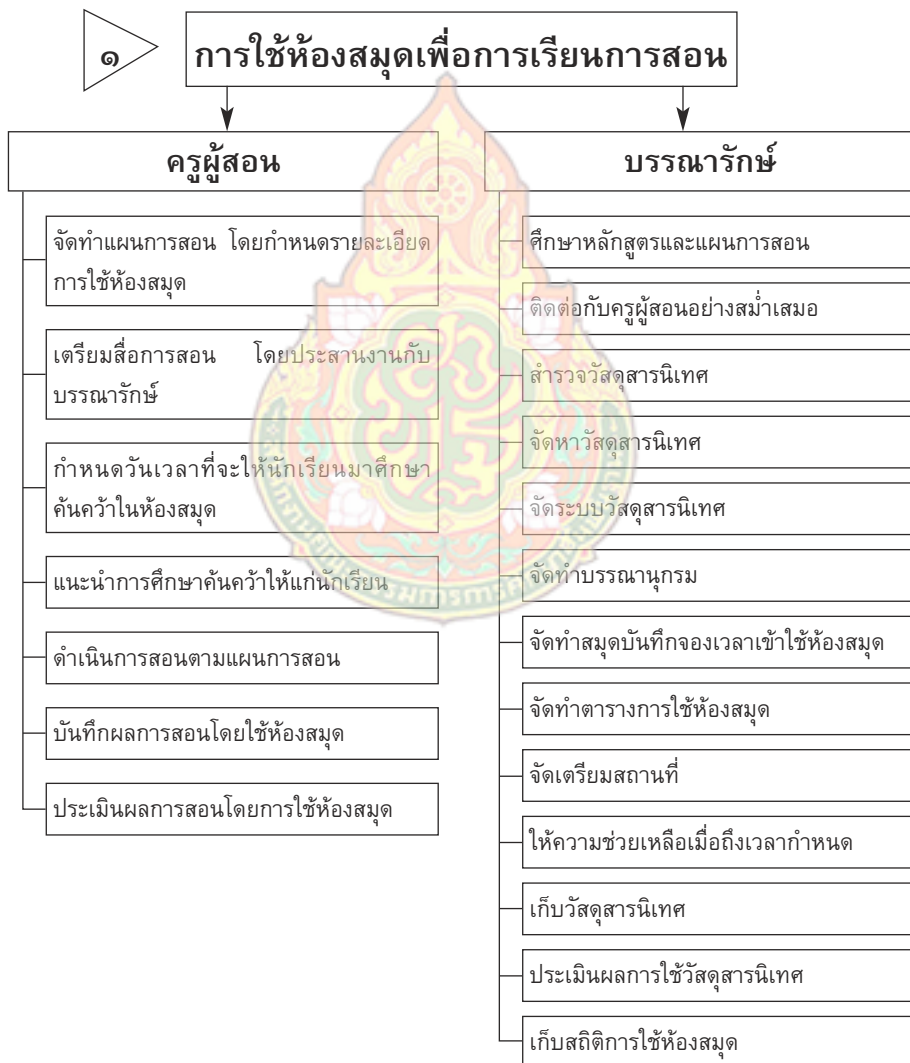 ๑
การใช้ห้องสมุดเพื่อการเรียนการสอน
ครูผู้สอน
จัดทำแผนการสอน โดยกำหนดรายละเอียด
การใช้ห้องสมุด
เตรียมสื่อการสอน โดยประสานงานกับ
บรรณารักษ์
กำหนดวันเวลาที่จะให้นักเรียนมาศึกษา
ค้นคว้าในห้องสมุด
แนะนำการศึกษาค้นคว้าให้แก่นักเรียน
ดำเนินการสอนตามแผนการสอน
บันทึกผลการสอนโดยใช้ห้องสมุด
ประเมินผลการสอนโดยการใช้ห้องสมุด
บรรณารักษ์
ศึกษาหลักสูตรและแผนการสอน
ติดต่อกับครูผู้สอนอย่างสม่ำเสมอ
สำรวจวัสดุสารนิเทศ
จัดหาวัสดุสารนิเทศ
จัดระบบวัสดุสารนิเทศ
จัดทำบรรณานุกรม
จัดทำสมุดบันทึกจองเวลาเข้าใช้ห้องสมุด
จัดทำตารางการใช้ห้องสมุด
จัดเตรียมสถานที่
ให้ความช่วยเหลือเมื่อถึงเวลากำหนด
เก็บวัสดุสารนิเทศ
ประเมินผลการใช้วัสดุสารนิเทศ
เก็บสถิติการใช้ห้องสมุด